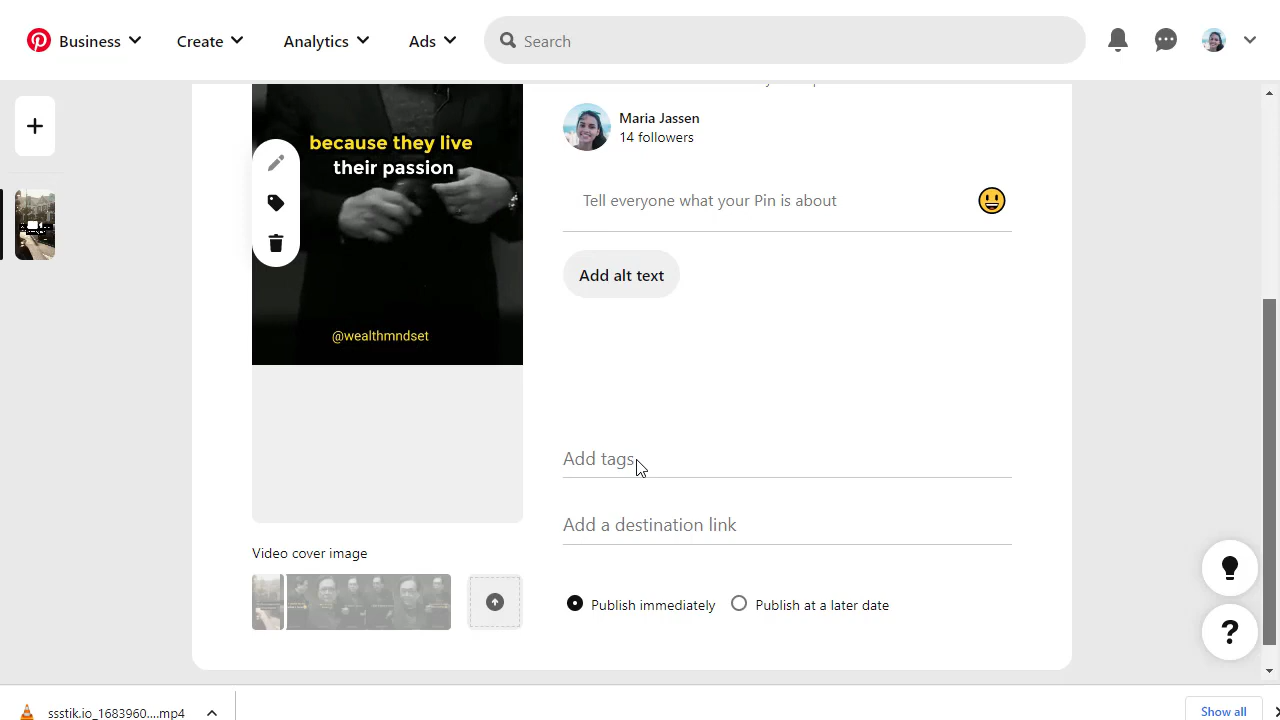 Business
Create
Analytics
Ads
Search
Maria Jassen
14 followers
because they live
their passion
Tell everyone what your Pin is about
Add alt text
@wealthmndset
Add tags
Add a destination link
Video cover image
Publish immediately
Publish at a later date
?
ssstik.io_1683960....mp4
Show all